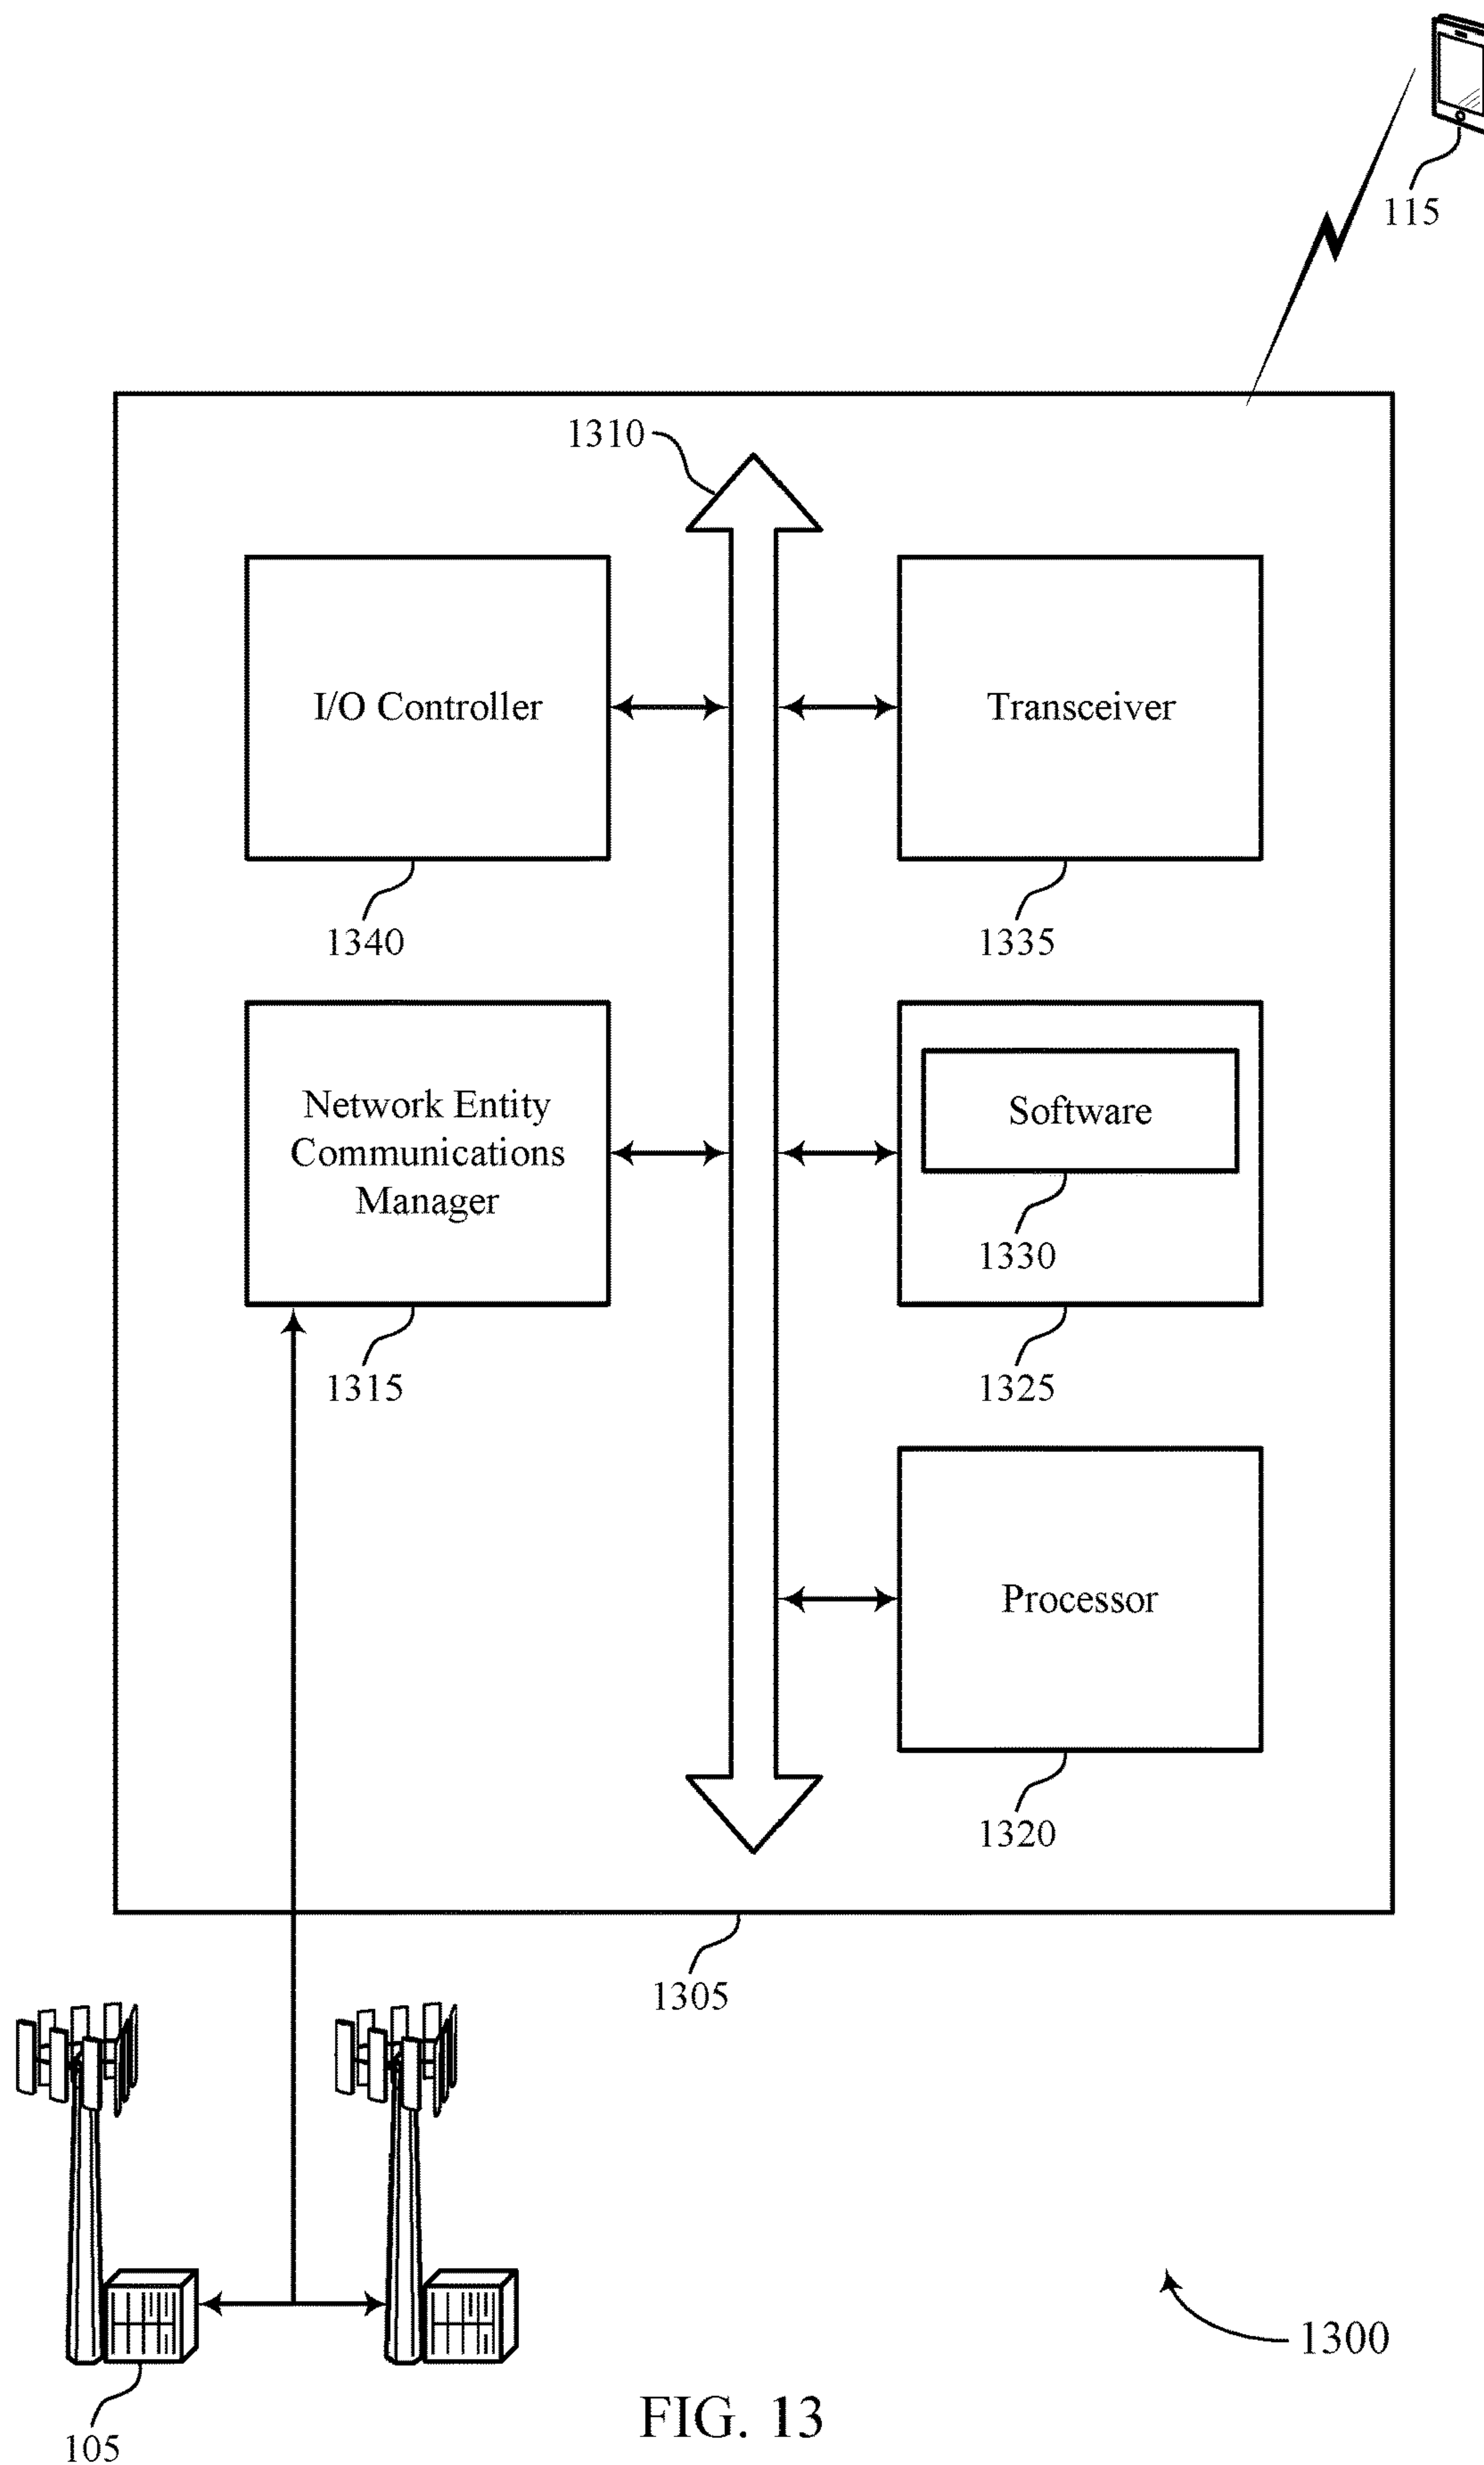 115
1310
I/O Controller
Transceiver
1340
1335
Network Entity
Communications
Manager
Software
1330
1315
1325
Processor
1320
1305
1300
105
FIG. 13